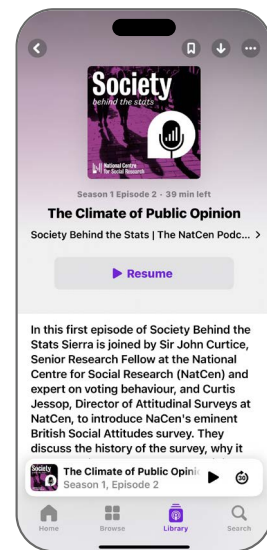 Society
behind the stats
National Centre
for Social Research
Season 1 Episode 2 · 39 min left
The Climate of Public Opinion
Society Behind the Stats | The NatCen Podc...
Resume
In this first episode of Society Behind the
Stats Sierra is joined by Sir John Curtice,
Senior Research Fellow at the National
Centre for Social Research (NatCen) and
expert on voting behaviour, and Curtis
Jessop, Director of Attitudinal Surveys at
NatCen, to introduce NaCen's eminent
British Social Attitudes survey. They
discuss the history of the survey, why it
Society
The Climate of Public Opini
Season 1, Episode 2
30
Home
Browse
Library
Search